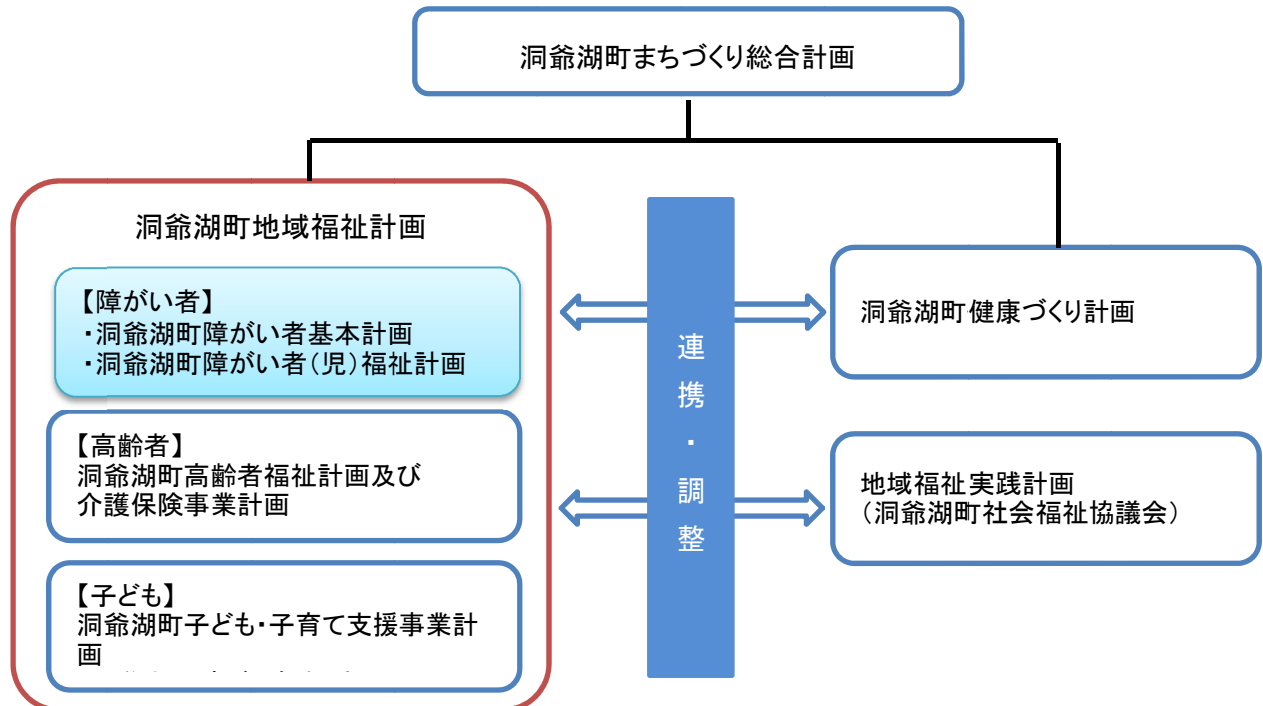 洞爺湖町まちづくり総合計画
洞爺湖町地域福祉計画
【障がい者】
・洞爺湖町障がい者基本計画
・洞爺湖町障がい者(児)福祉計画
【高齢者】
洞爺湖町高齢者福祉計画及び
介護保険事業計画
【子ども】
洞爺湖町子ども・子育て支援事業計
画
連携・調整
洞爺湖町健康づくり計画
地域福祉実践計画
(洞爺湖町社会福祉協議会)